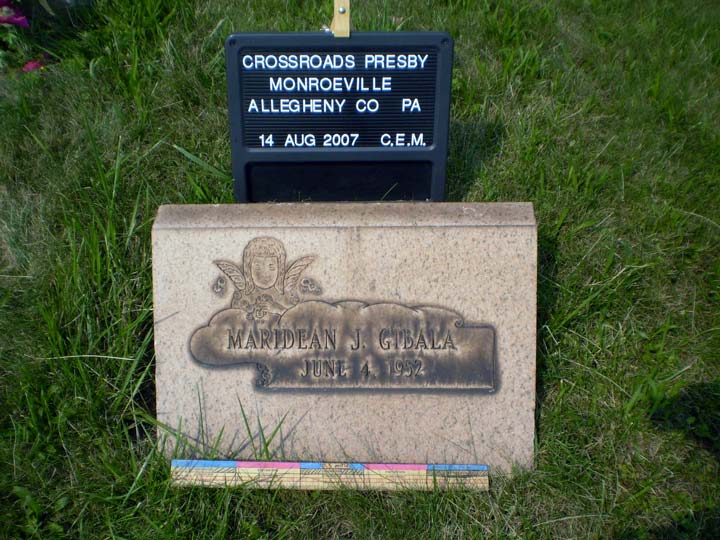 CROSSROADS PRESBY
MONROEVILLE
ALLEGHENY CO PA
14 AUG 2007 C.E.M.
MARIDEAN J. GIBALA
JUNE 4, 1952